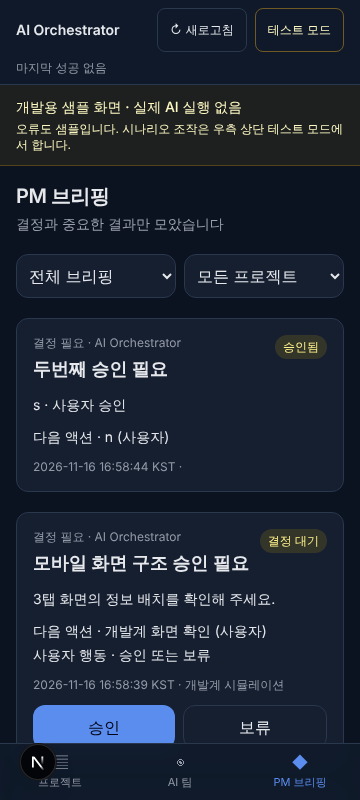 AI Orchestrator
↻ 새로고침
테스트 모드
마지막 성공 없음
개발용 샘플 화면 · 실제 AI 실행 없음
오류도 샘플입니다. 시나리오 조작은 우측 상단 테스트 모드에
서 합니다.
PM 브리핑
결정과 중요한 결과만 모았습니다
전체 브리핑
모든 프로젝트
결정 필요 · AI Orchestrator
승인됨
두번째 승인 필요
s · 사용자 승인
다음 액션 · n (사용자)
2026-11-16 16:58:44 KST ·
결정 필요 · AI Orchestrator
결정 대기
모바일 화면 구조 승인 필요
3탭 화면의 정보 배치를 확인해 주세요.
다음 액션 · 개발계 화면 확인 (사용자)
사용자 행동 · 승인 또는 보류
2026-11-16 16:58:39 KST · 개발계 시뮬레이션
승인
보류
N
프로젝트
AI 팀
PM 브리핑